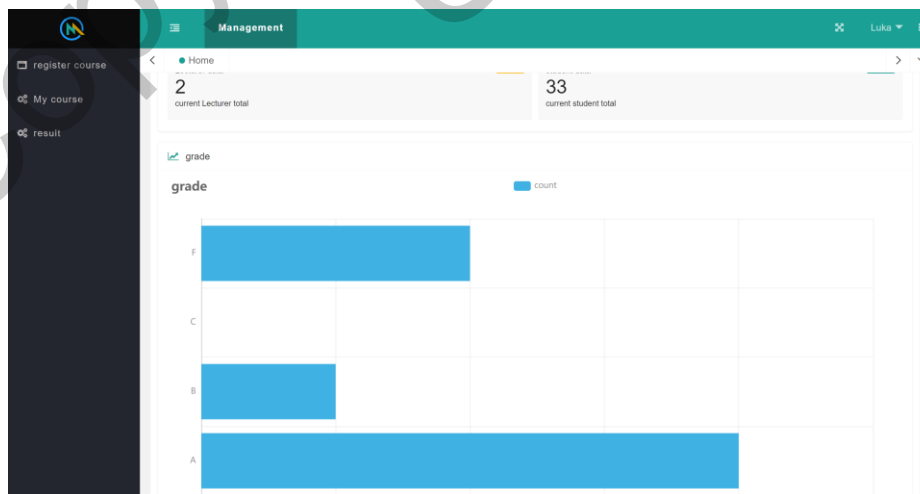 Management
Luka
register course
Home
My course
2
33
current Lecturer total
current student total
result
grade
grade
count
F
C
B
A